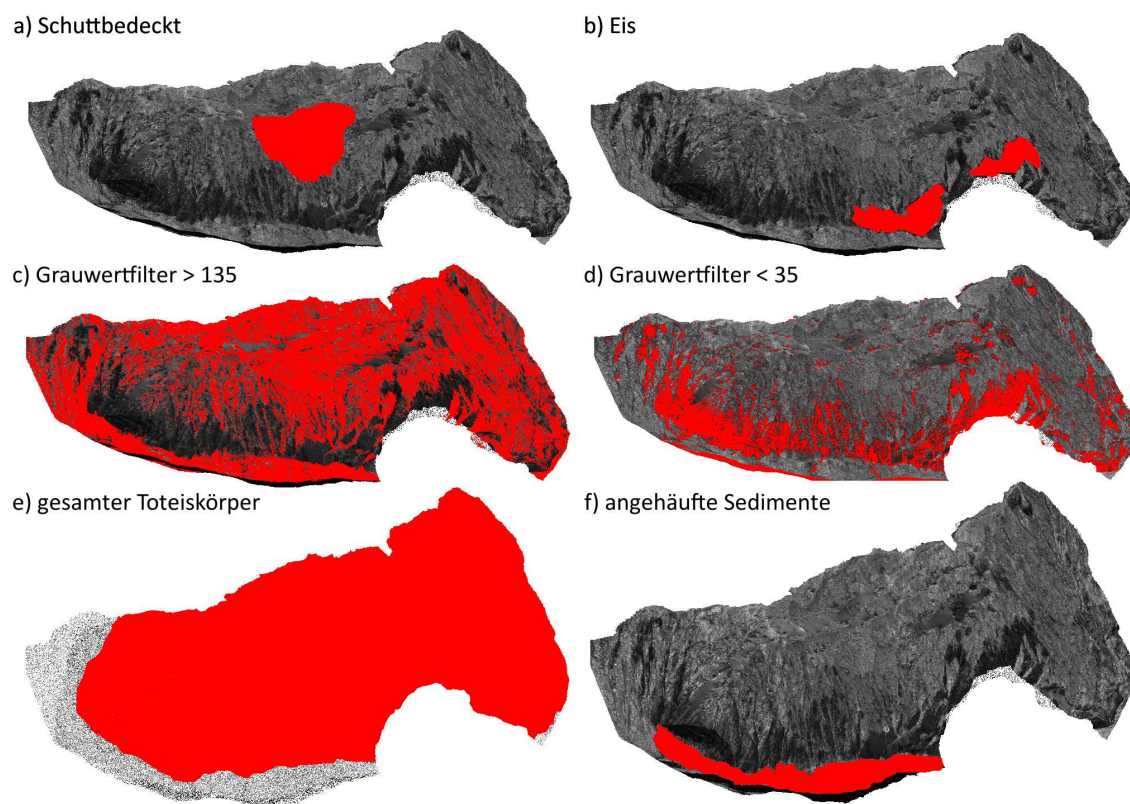 a) Schuttbedeckt
b) Eis
c) Grauwertfilter > 135
d) Grauwertfilter < 35
e) gesamter Toteiskörper
f) angehäufte Sedimente